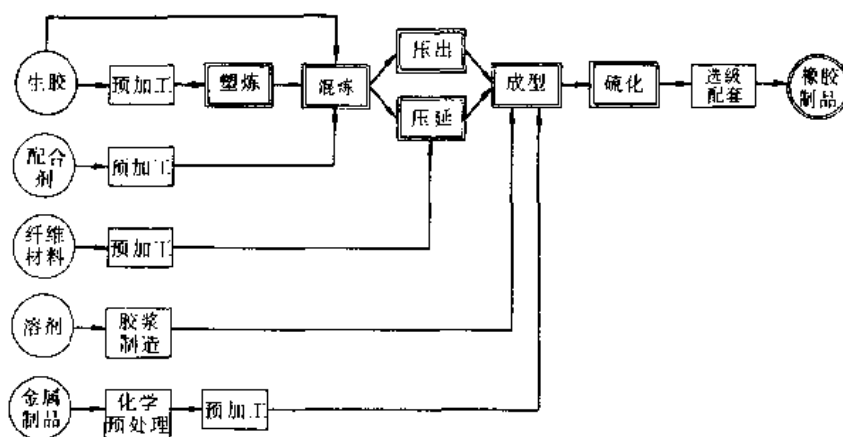 生胶
预加工
塑炼
混炼
压出
压延
成型
硫化
选级
配套
橡胶
制品
配合
剂
预加工
纤维
材料
预加工
溶剂
胶浆
制造
金属
制品
化学
预处理
预加工